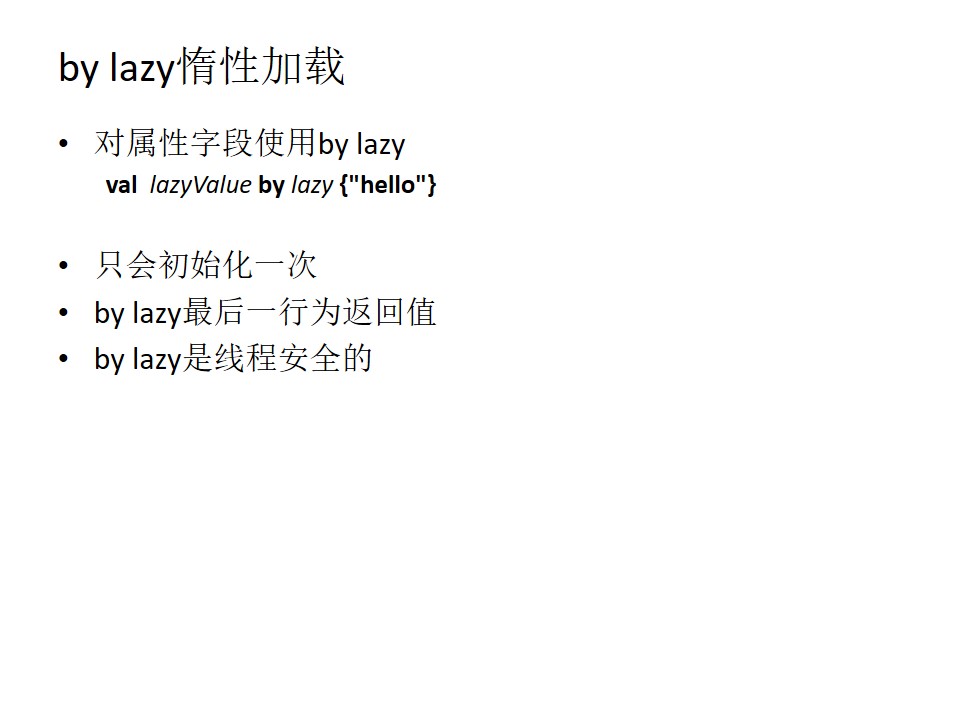 by lazy惰性加载
• 对属性字段使用by lazy
val lazyValue by lazy {"hello"}
• 只会初始化一次
• by lazy最后一行为返回值
• by lazy是线程安全的